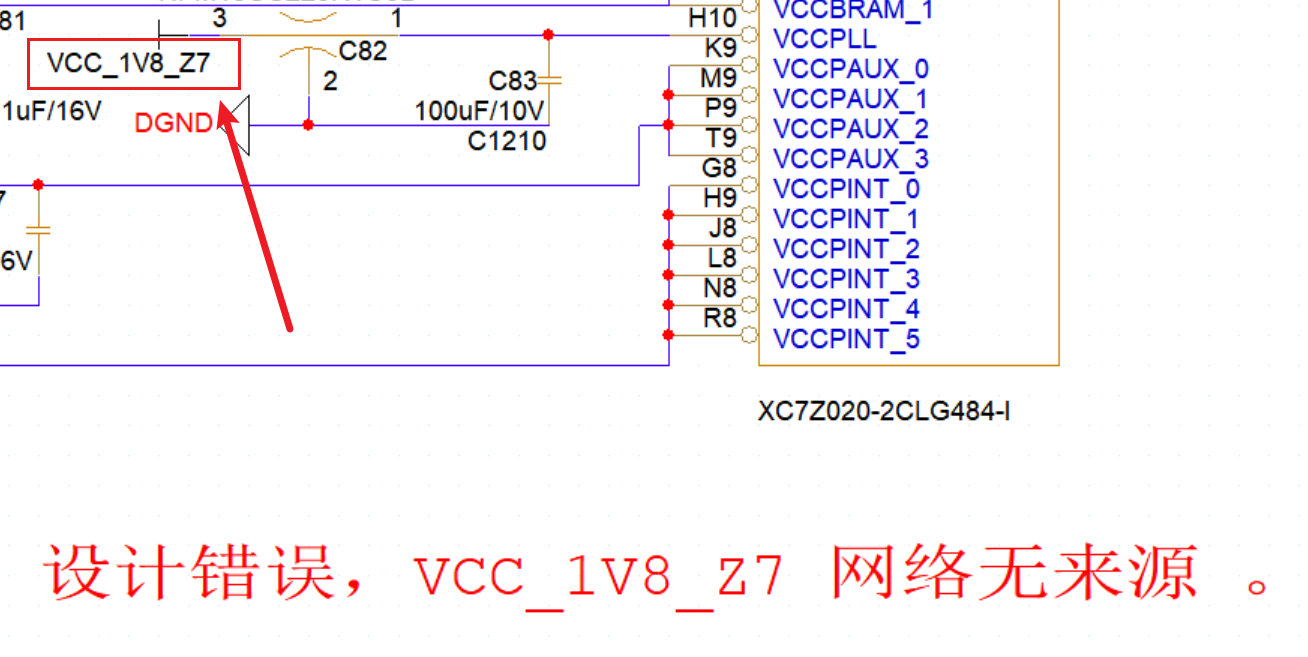 VCCBRAM_1
81
3
1
H10
VCCPLL
C82
K9
VCCPAUX_0
VCC_1V8_Z7
2
C83
M9
VCCPAUX_1
1uF/16V
DGND
100uF/10V
P9
VCCPAUX_2
C1210
T9
VCCPAUX_3
G8
VCCPINT_0
H9
VCCPINT_1
J8
VCCPINT_2
6V
L8
VCCPINT_3
N8
VCCPINT_4
R8
VCCPINT_5
XC7Z020-2CLG484-I
设计错误，VCC_1V8_Z7 网络无来源 。